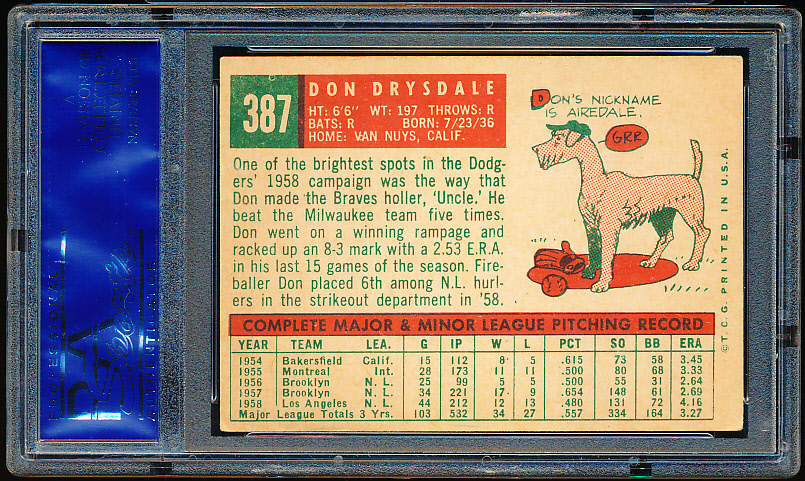 387
DON DRYSDALE
HT: 6'6" WT: 197 THROWS: R
BATS: R BORN: 7/23/36
HOME: VAN NUYS, CALIF.
One of the brightest spots in the Dodg-
ers' 1958 campaign was the way that
Don made the Braves holler, 'Uncle.' He
beat the Milwaukee team five times.
Don went on a winning rampage and
racked up an 8-3 mark with a 2.53 E.R.A.
in his last 15 games of the season. Fire-
baller Don placed 6th among N.L. hurl-
ers in the strikeout department in '58.
DON'S NICKNAME
IS AIREDALE.
GRR
©T.C.G. PRINTED IN U.S.A.
COMPLETE MAJOR & MINOR LEAGUE PITCHING RECORD
YEAR TEAM LEA. G IP W L PCT SO BB ERA
1954 Bakersfield Calif. 15 112 8 5 .615 73 58 3.45
1955 Montreal Int. 28 173 11 11 .500 80 68 3.33
1956 Brooklyn N. L. 25 99 5 5 .500 55 31 2.64
1957 Brooklyn N. L. 34 221 17 9 .654 148 61 2.69
1958 Los Angeles N. L. 44 212 12 13 .480 131 72 4.16
Major League Totals 3 Yrs. 103 532 34 27 .557 334 164 3.27